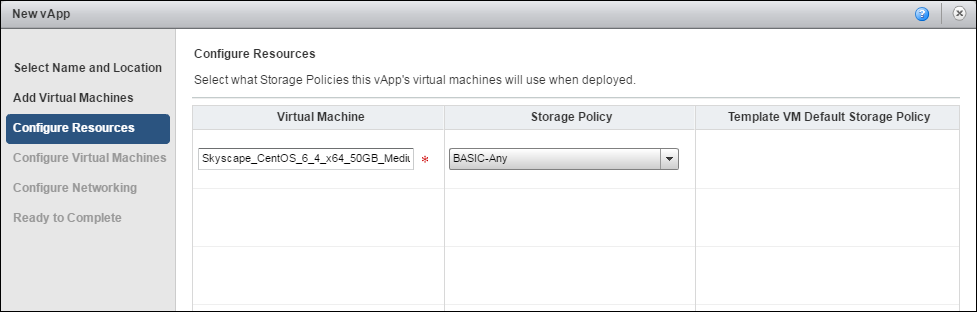 New vApp
?
Select Name and Location
Add Virtual Machines
Configure Resources
Configure Virtual Machines
Configure Networking
Ready to Complete
Configure Resources
Select what Storage Policies this vApp's virtual machines will use when deployed.
Virtual Machine Storage Policy Template VM Default Storage Policy
Skyscape_CentOS_6_4_x64_50GB_Mediu * BASIC-Any